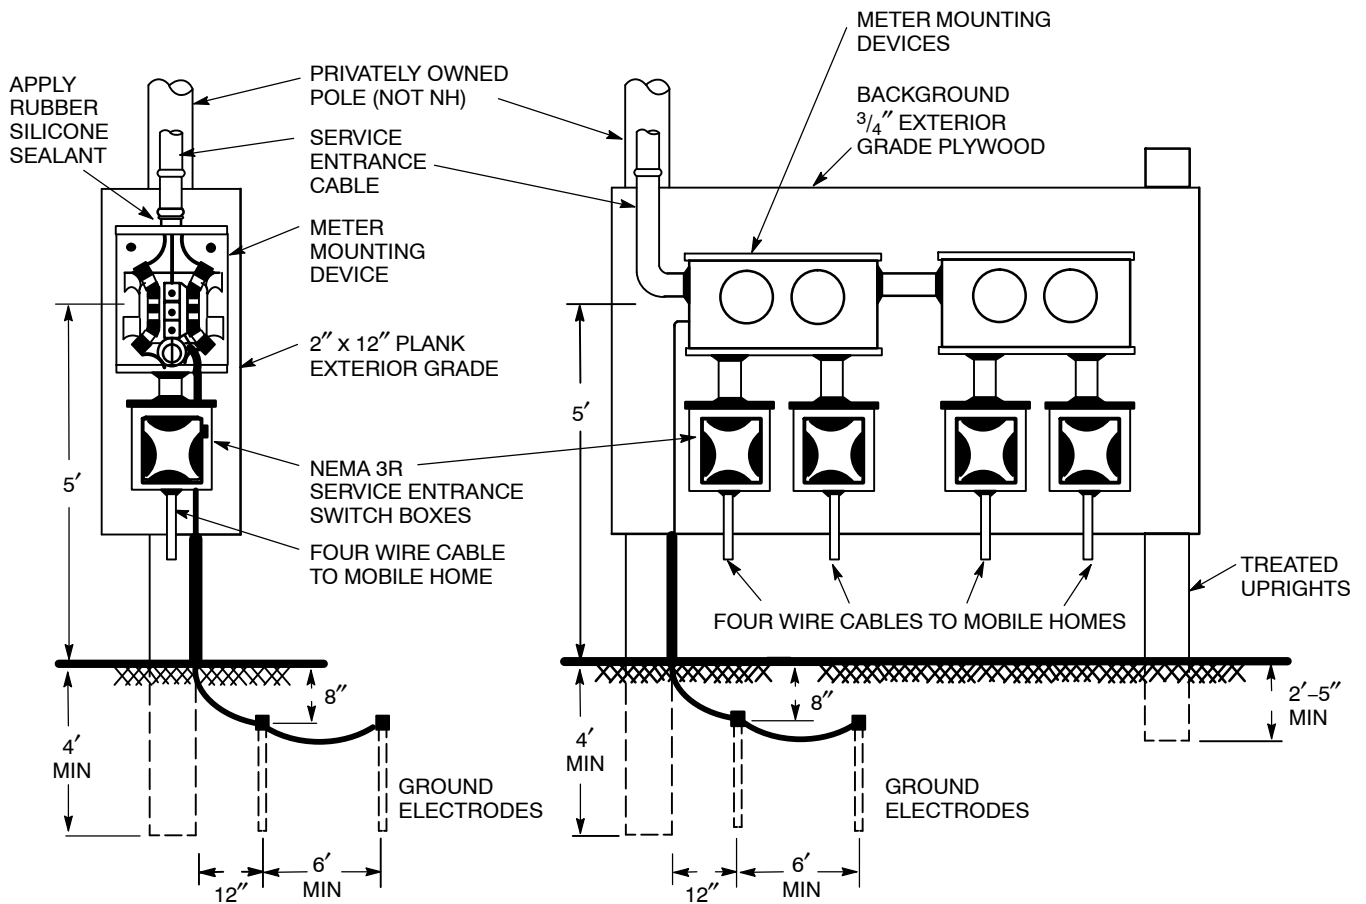 METER MOUNTING
DEVICES
APPLY
RUBBER
SILICONE
SEALANT
PRIVATELY OWNED
POLE (NOT NH)
BACKGROUND
3/4″ EXTERIOR
GRADE PLYWOOD
SERVICE
ENTRANCE
CABLE
METER
MOUNTING
DEVICE
2″ x 12″ PLANK
EXTERIOR GRADE
5′
5′
NEMA 3R
SERVICE ENTRANCE
SWITCH BOXES
FOUR WIRE CABLE
TO MOBILE HOME
TREATED
UPRIGHTS
FOUR WIRE CABLES TO MOBILE HOMES
8″
8″
2′–5″
MIN
4′
MIN
4′
MIN
GROUND
ELECTRODES
GROUND
ELECTRODES
12″
6′
MIN
12″
6′
MIN